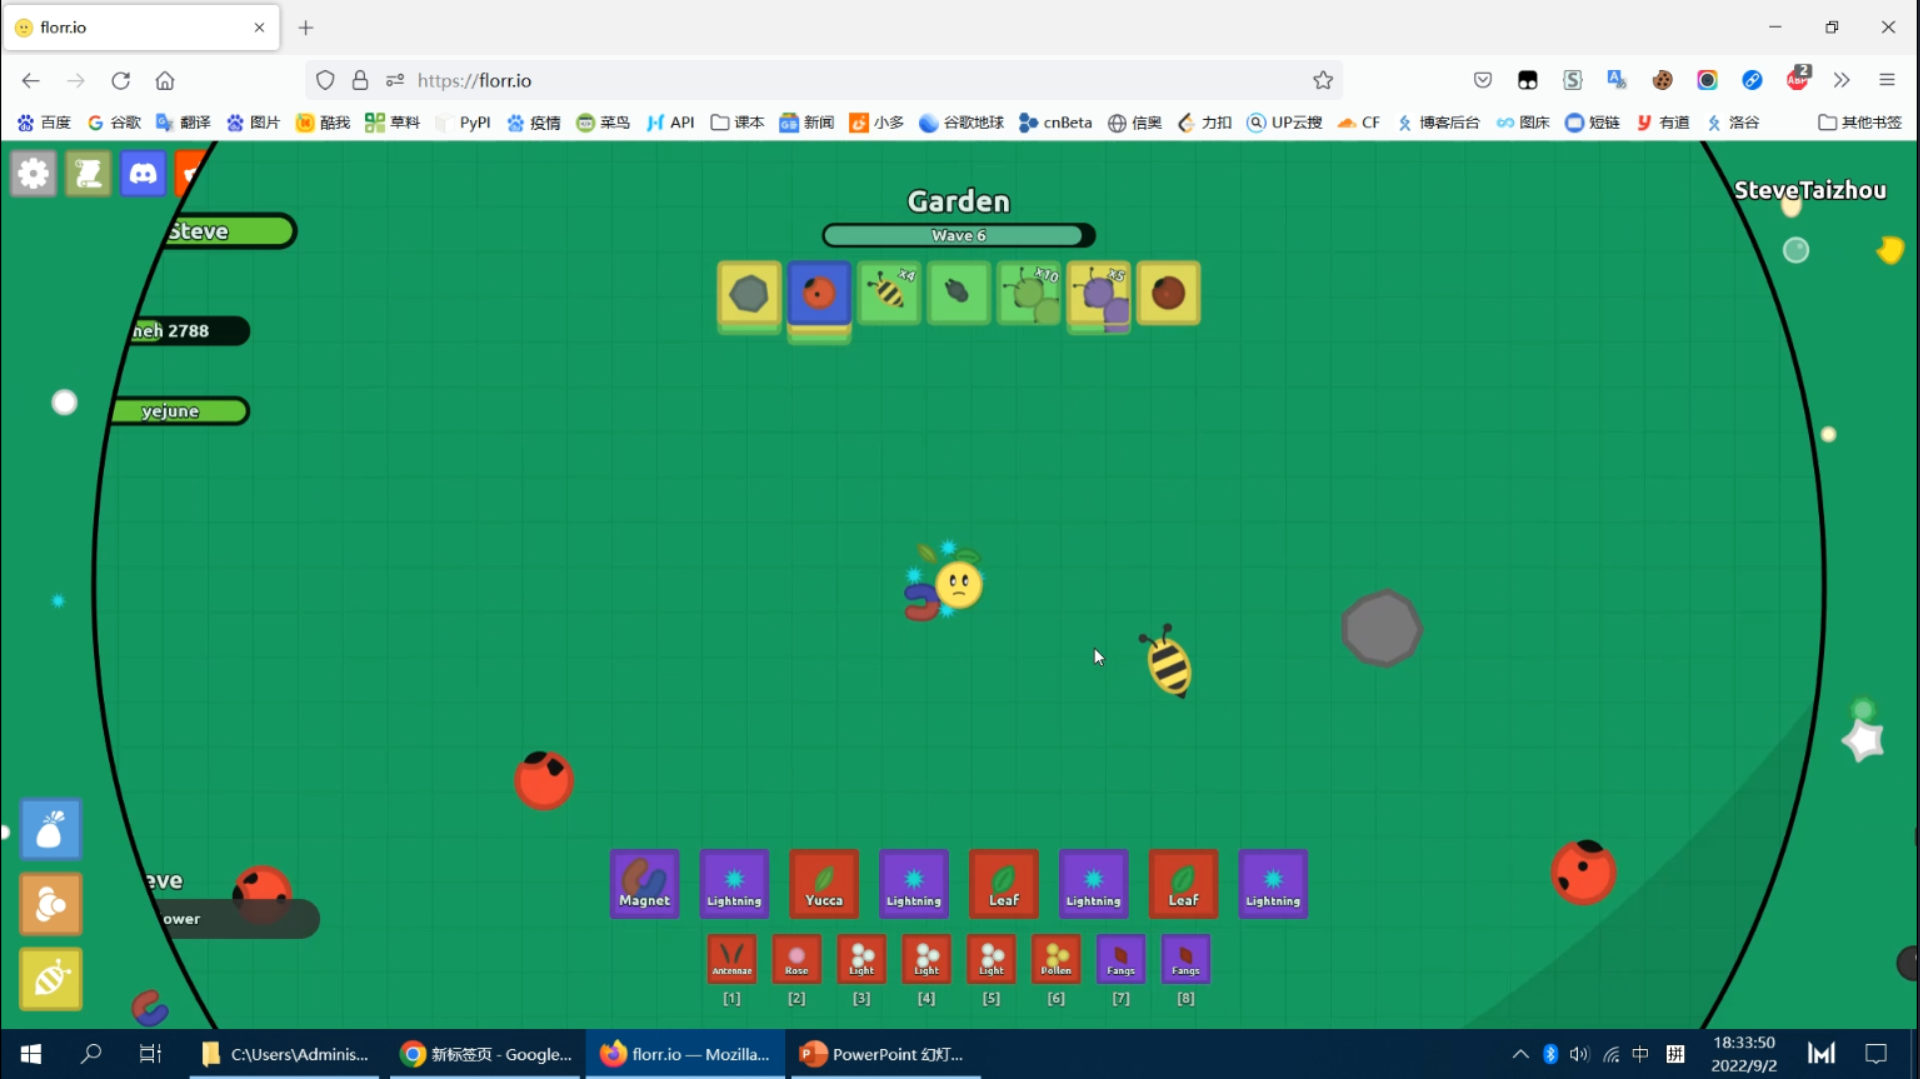 florr.io
https://florr.io
2
百度 谷歌 翻译 图片 酷我 草料 PyPI 疫情 菜鸟 API 课本 新闻 小多 谷歌地球 cnBeta 信奥 力扣 UP云搜 CF 博客后台 图床 短链 有道 洛谷 其他书签
Garden
SteveTaizhou
Steve
Wave 6
x4 x10 x5
neh 2788
yejune
eve
ower
Magnet Lightning Yucca Lightning Leaf Lightning Leaf Lightning
Antennae Rose Light Light Light Pollen Fangs Fangs
[1] [2] [3] [4] [5] [6] [7] [8]
C:\Users\Adminis... 新标签页 - Google... florr.io — Mozilla... PowerPoint 幻灯... 中 拼 18:33:50
2022/9/2